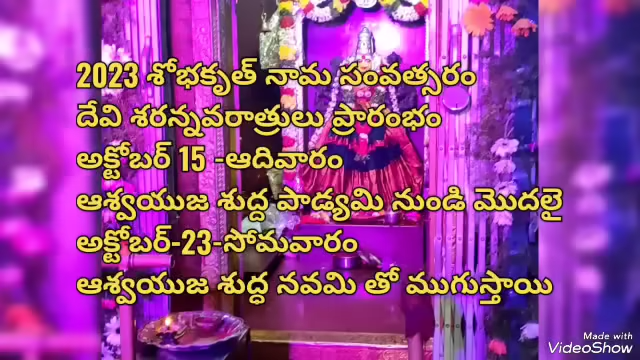 2023 శోభకృత్ నామ సంవత్సరం
దేవి శరన్నవరాత్రులు ప్రారంభం
అక్టోబర్ 15 -ఆదివారం
ఆశ్వయుజ శుద్ద పాడ్యమి నుండి మొదలై
అక్టోబర్-23-సోమవారం
ఆశ్వయుజ శుద్ధ నవమి తో ముగుస్తాయి
Made with
VideoShow